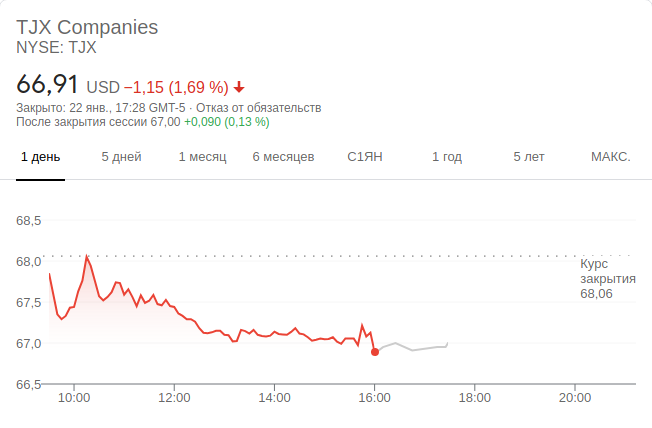 TJX Companies
NYSE: TJX
66,91 USD −1,15 (1,69 %)
Закрыто: 22 янв., 17:28 GMT-5 · Отказ от обязательств
После закрытия сессии 67,00 +0,090 (0,13 %)
1 день 5 дней 1 месяц 6 месяцев С1ЯН 1 год 5 лет МАКС.
68,5
68,0
67,5
67,0
66,5
Курс
закрытия
68,06
10:00 12:00 14:00 16:00 18:00 20:00